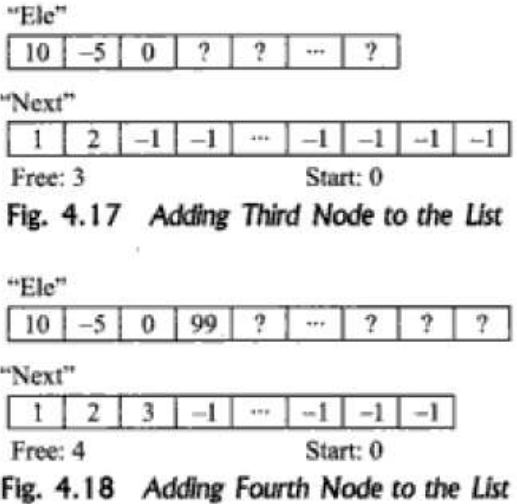 “Ele”
10 –5 0 ? ? ··· ?
“Next”
1 2 –1 –1 ··· –1 –1 –1 –1
Free: 3 Start: 0
Fig. 4.17 Adding Third Node to the List
“Ele”
10 –5 0 99 ? ··· ? ? ?
“Next”
1 2 3 –1 ··· –1 –1 –1
Free: 4 Start: 0
Fig. 4.18 Adding Fourth Node to the List